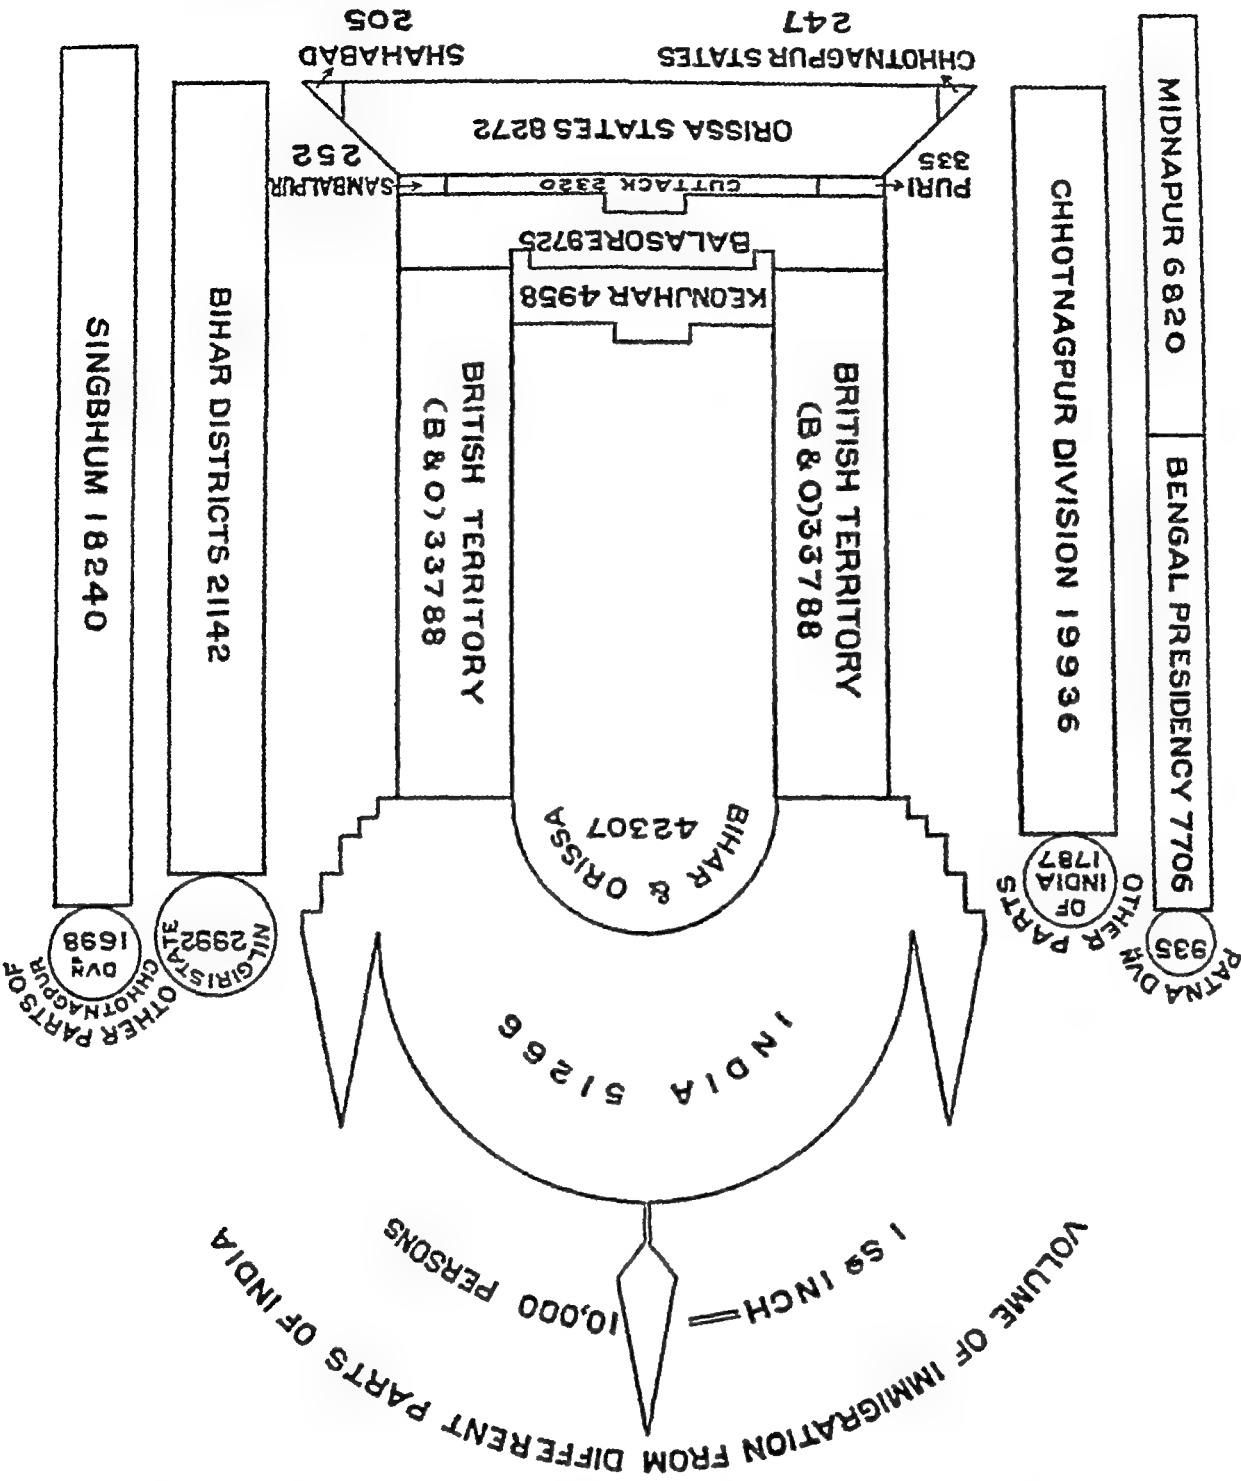 VOLUME OF IMMIGRATION FROM DIFFERENT PARTS OF INDIA
1 SQ INCH = 10,000 PERSONS
INDIA 51266
BIHAR & ORISSA
42307
BRITISH TERRITORY
(B & O) 33788
BRITISH TERRITORY
(B & O) 33788
KEONJHAR 4958
BALASORE 9725
CUTTACK 2320
PURI
335
SAMBALPUR
252
ORISSA STATES 8272
CHHOTNAGPUR STATES
247
SHAHABAD
205
PATNA DVN
935
BENGAL PRESIDENCY 7706
MIDNAPUR 6820
OTHER PARTS
OF
INDIA
1787
CHHOTNAGPUR DIVISION 19936
NILGIRI STATE
2992
BIHAR DISTRICTS 21142
OTHER PARTS OF
CHHOTNAGPUR
DVN
1698
SINGBHUM 18240